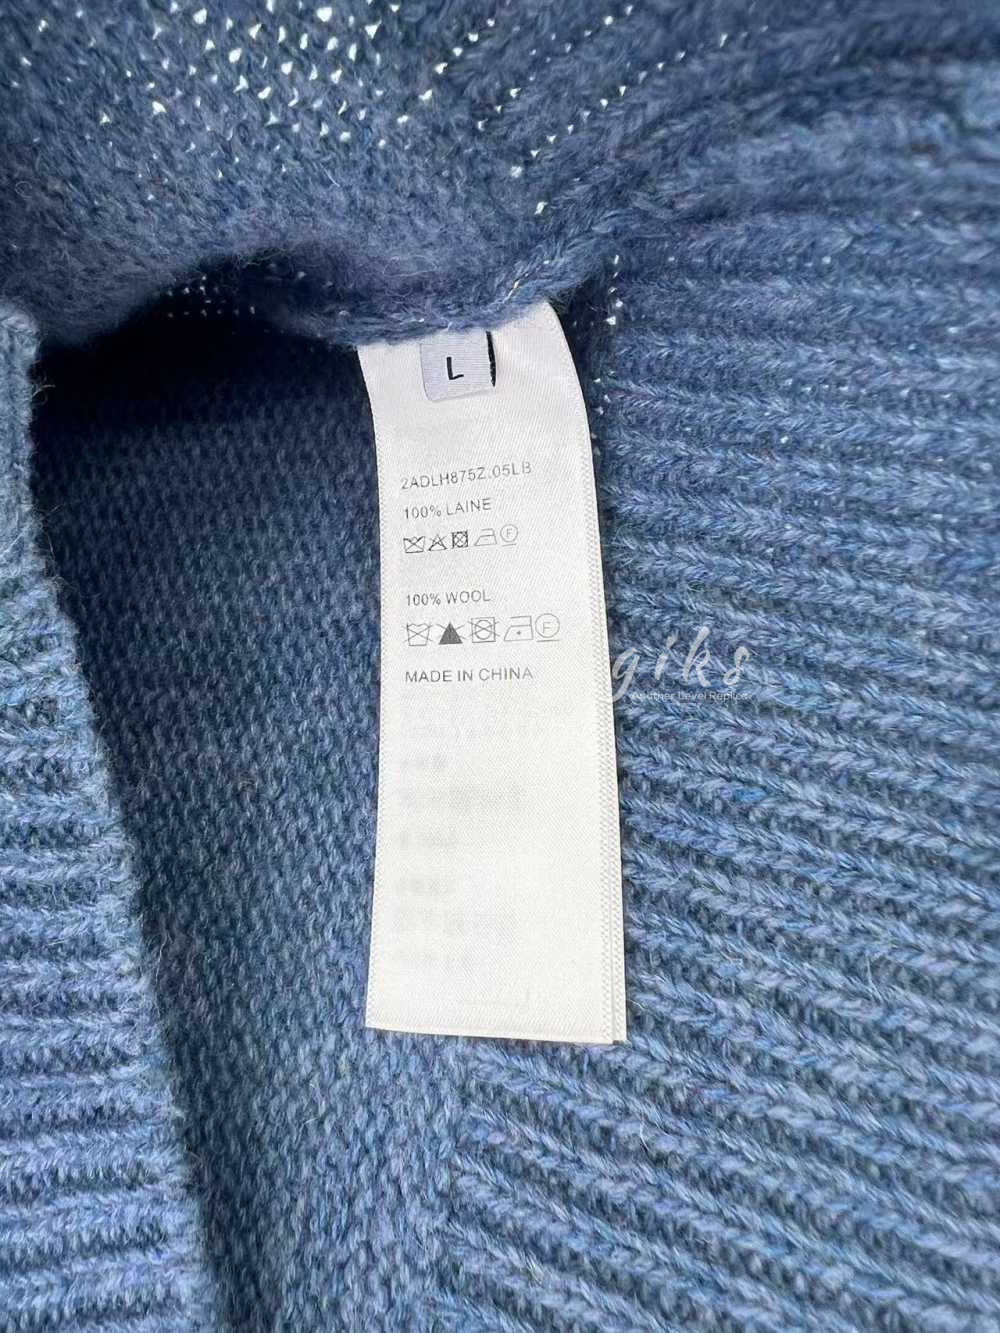 L
2ADLH875Z.05LB
100% LAINE
F
100% WOOL
F
MADE IN CHINA
giks
Another Level Replica